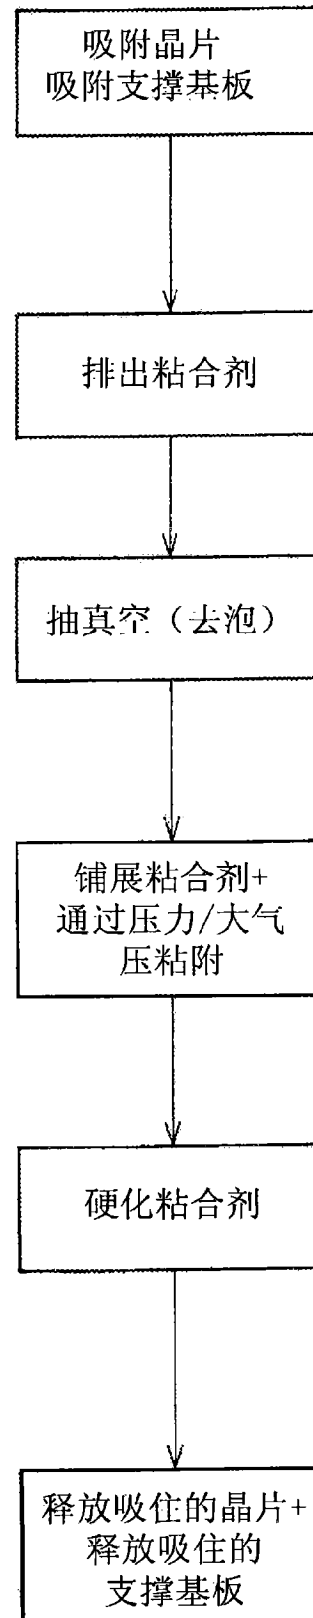 吸附晶片
吸附支撑基板
排出粘合剂
抽真空（去泡）
铺展粘合剂+
通过压力/大气
压粘附
硬化粘合剂
释放吸住的晶片+
释放吸住的
支撑基板